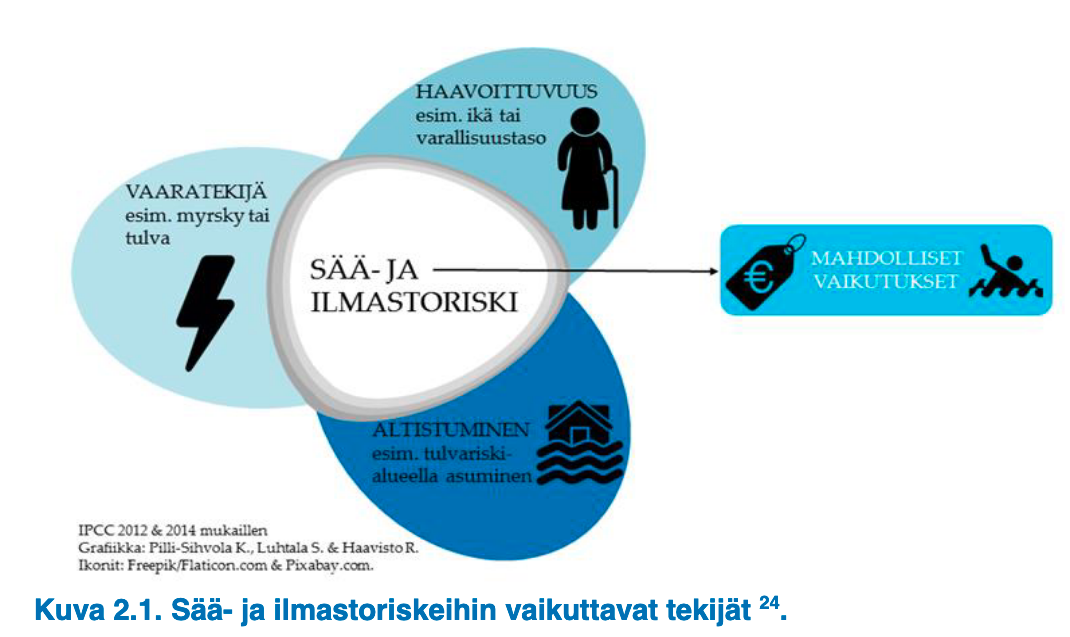 HAAVOITTUVUUS
esim. ikä tai
varallisuustaso
VAARATEKIJÄ
esim. myrsky tai
tulva
SÄÄ- JA
ILMASTORISKI
€
MAHDOLLISET
VAIKUTUKSET
ALTISTUMINEN
esim. tulvariski-
alueella asuminen
IPCC 2012 & 2014 mukaillen
Grafiikka: Pilli-Sihvola K., Luhtala S. & Haavisto R.
Ikonit: Freepik/Flaticon.com & Pixabay.com.
Kuva 2.1. Sää- ja ilmastoriskeihin vaikuttavat tekijät 24.